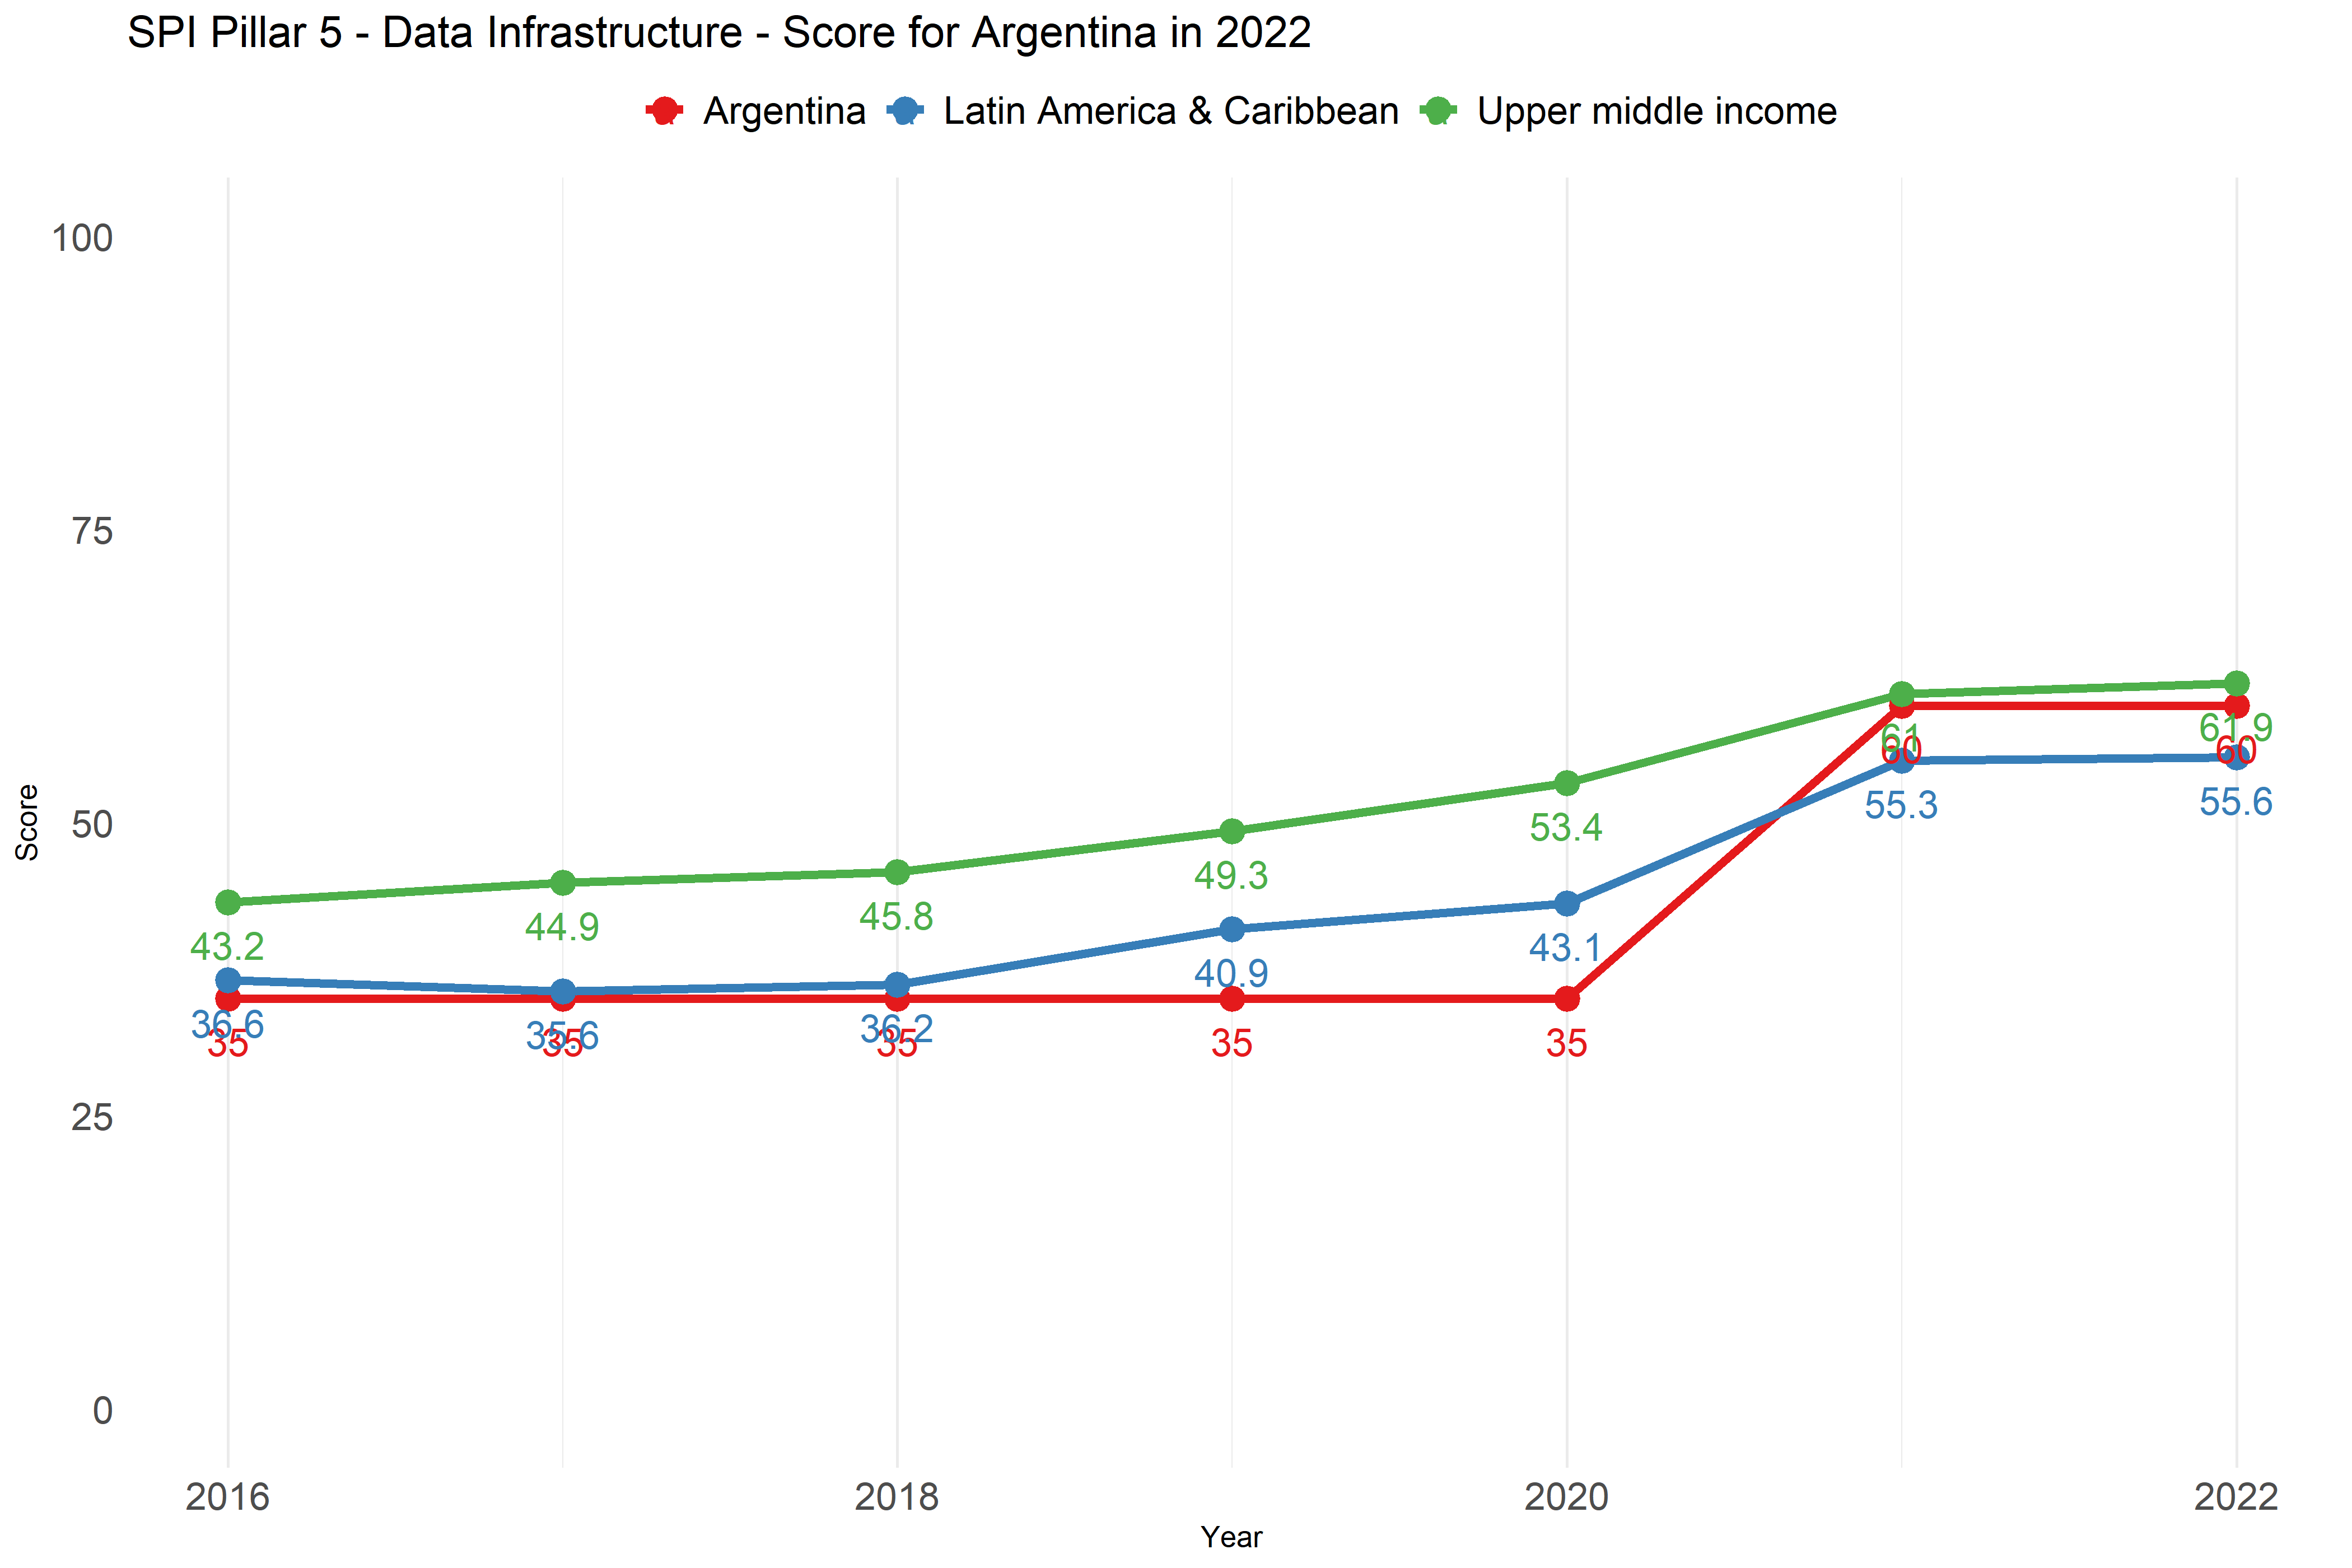 SPI Pillar 5 - Data Infrastructure - Score for Argentina in 2022
Argentina Latin America & Caribbean Upper middle income
100
75
50
25
0
Score
43.2 44.9 45.8 49.3 53.4 61 61.9
36.6 35.6 36.2 40.9 43.1 55.3 55.6
35 35 35 35 35 60 60
2016 2018 2020 2022
Year